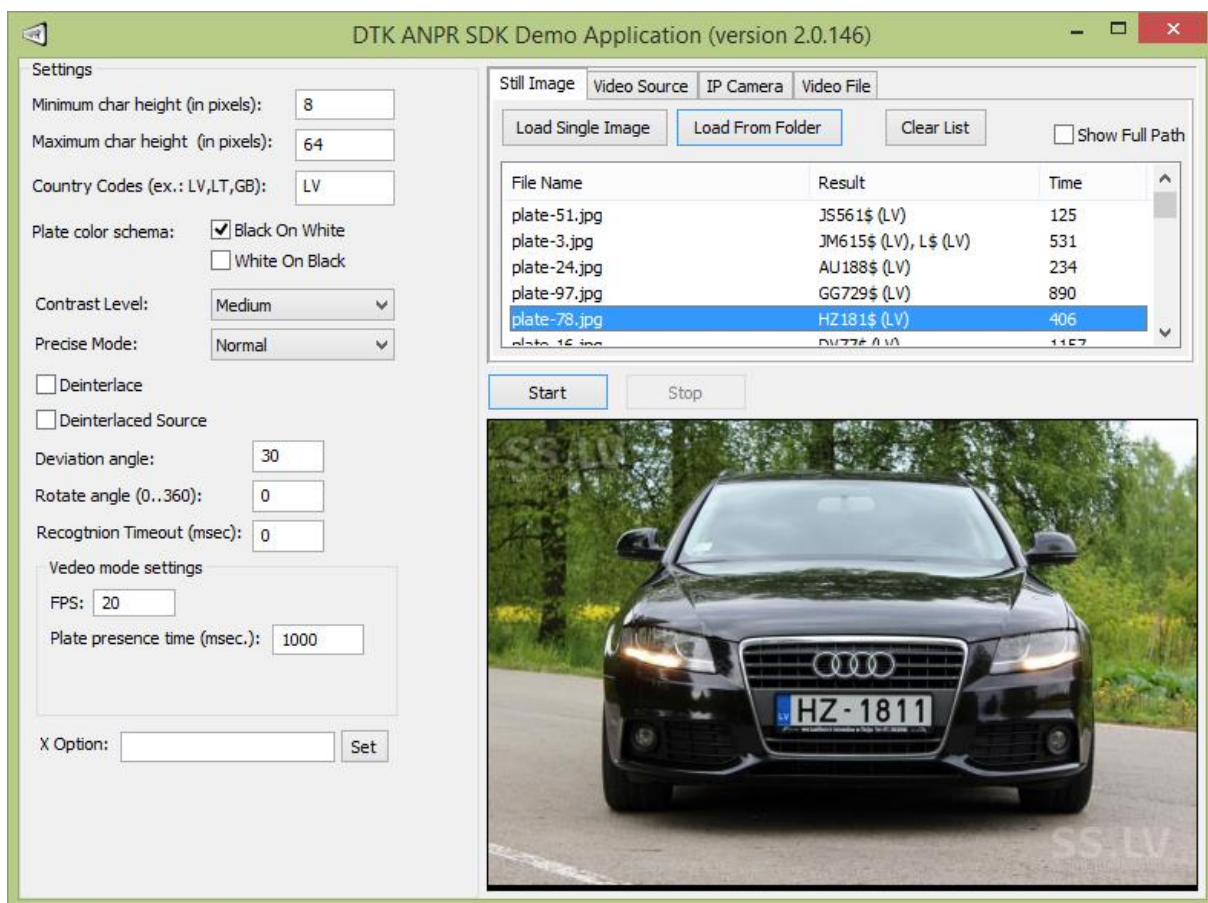 DTK ANPR SDK Demo Application (version 2.0.146)
Settings
Minimum char height (in pixels): 8
Maximum char height (in pixels): 64
Country Codes (ex.: LV,LT,GB): LV
Plate color schema: Black On White
White On Black
Contrast Level: Medium
Precise Mode: Normal
Deinterlace
Deinterlaced Source
Deviation angle: 30
Rotate angle (0..360): 0
Recogtnion Timeout (msec): 0
Vedeo mode settings
FPS: 20
Plate presence time (msec.): 1000
X Option: Set
Still Image Video Source IP Camera Video File
Load Single Image Load From Folder Clear List Show Full Path
File Name Result Time
plate-51.jpg JS561$ (LV) 125
plate-3.jpg JM615$ (LV), L$ (LV) 531
plate-24.jpg AU188$ (LV) 234
plate-97.jpg GG729$ (LV) 890
plate-78.jpg HZ181$ (LV) 406
plate-16.jpg DV77$ (LV) 1157
Start Stop
SS.LV
LV HZ-1811
SS.LV